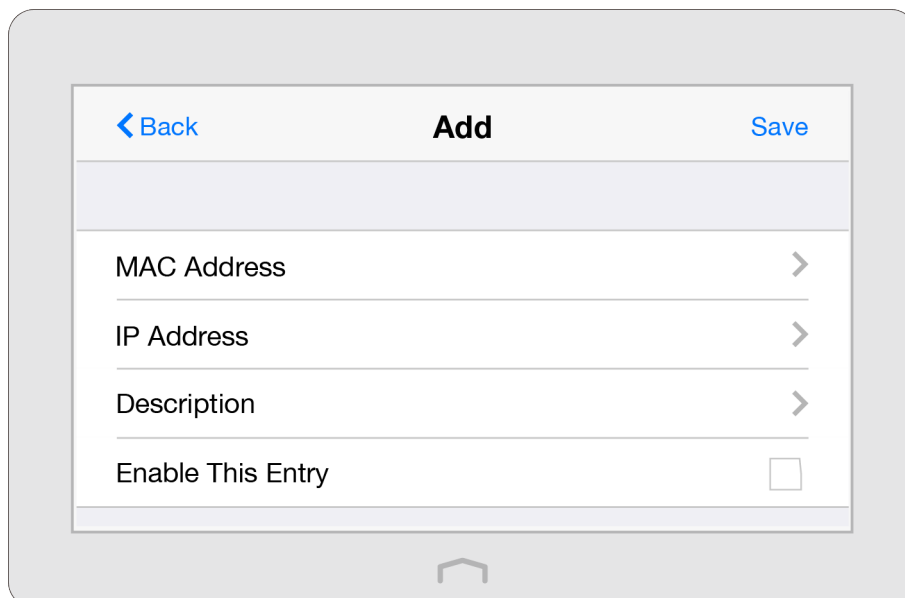 Back
Add
Save
MAC Address
IP Address
Description
Enable This Entry